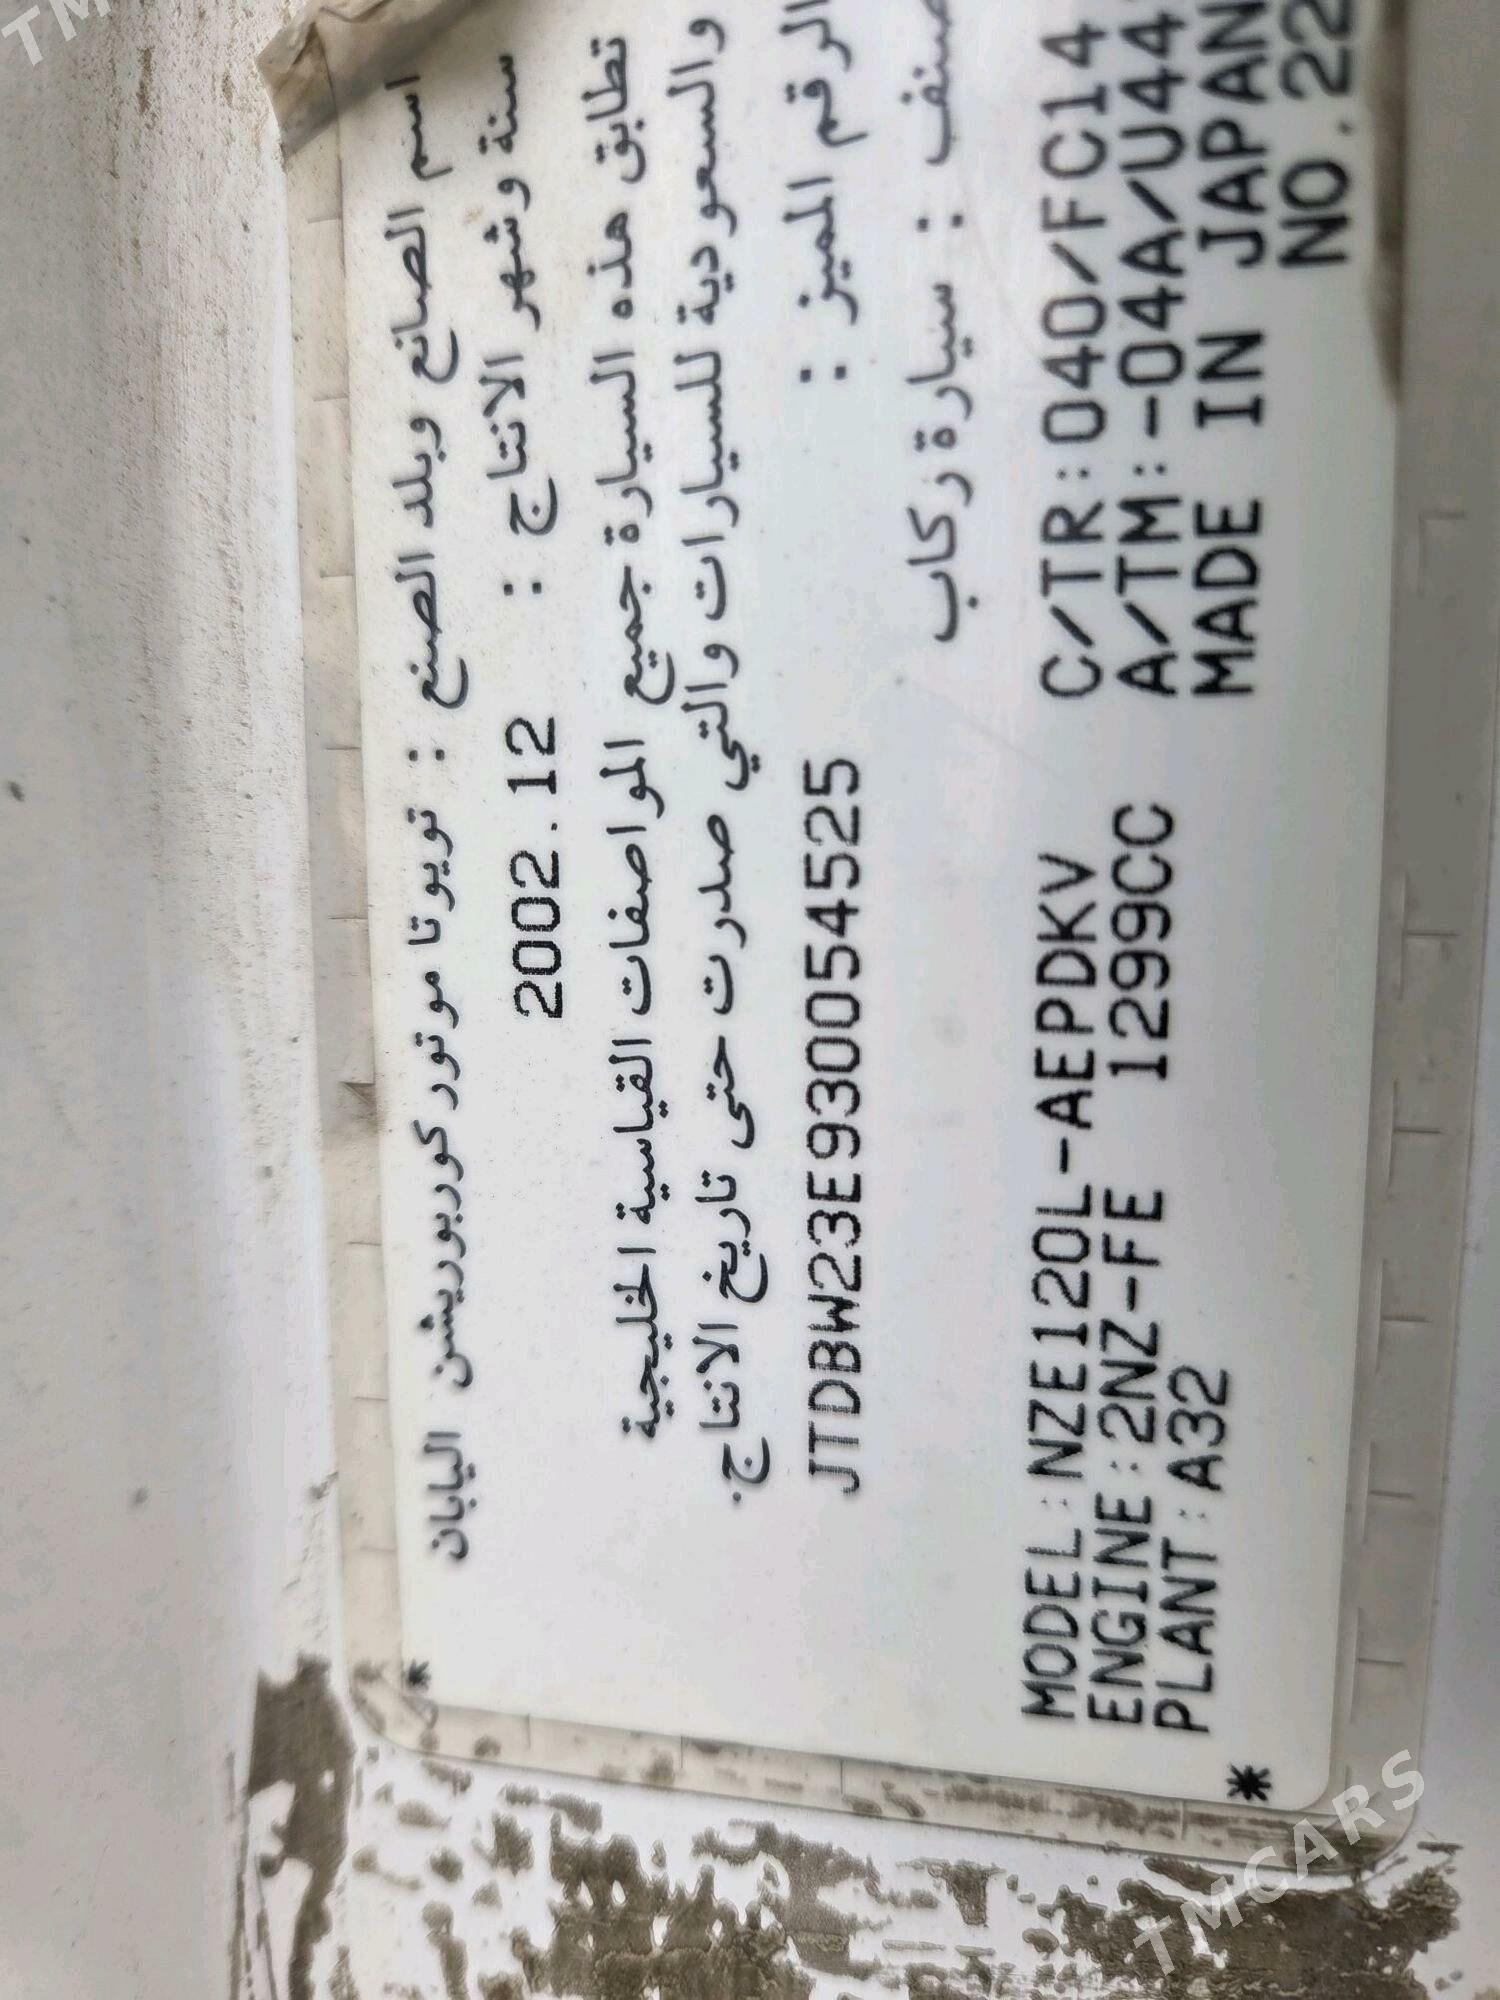 اسم الصانع وبلد الصنع : تويوتا موتور كوربوريشن اليابان
سنة وشهر الانتاج : 2002.12
تطابق هذه السيارة جميع المواصفات القياسية الخليجية
والسعودية للسيارات والتي صدرت حتى تاريخ الانتاج.
الرقم المميز : JTDBW23E930054525
صنف : سيارة ركاب
MODEL:NZE120L-AEPDKV C/TR:040/FC14
ENGINE:2NZ-FE 1299CC A/TM:-04A/U44
PLANT:A32 MADE IN JAPAN
NO.22
TMCARS